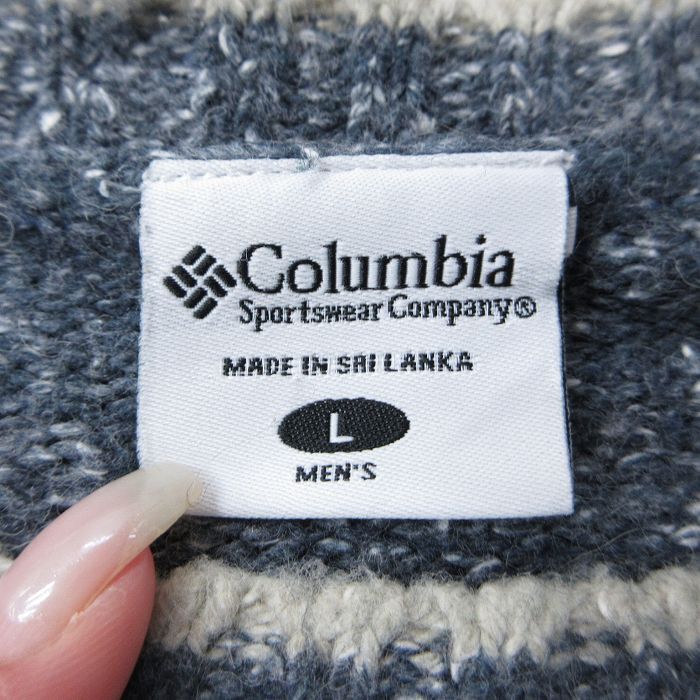 Columbia
Sportswear Company®
MADE IN SRI LANKA
L
MEN'S